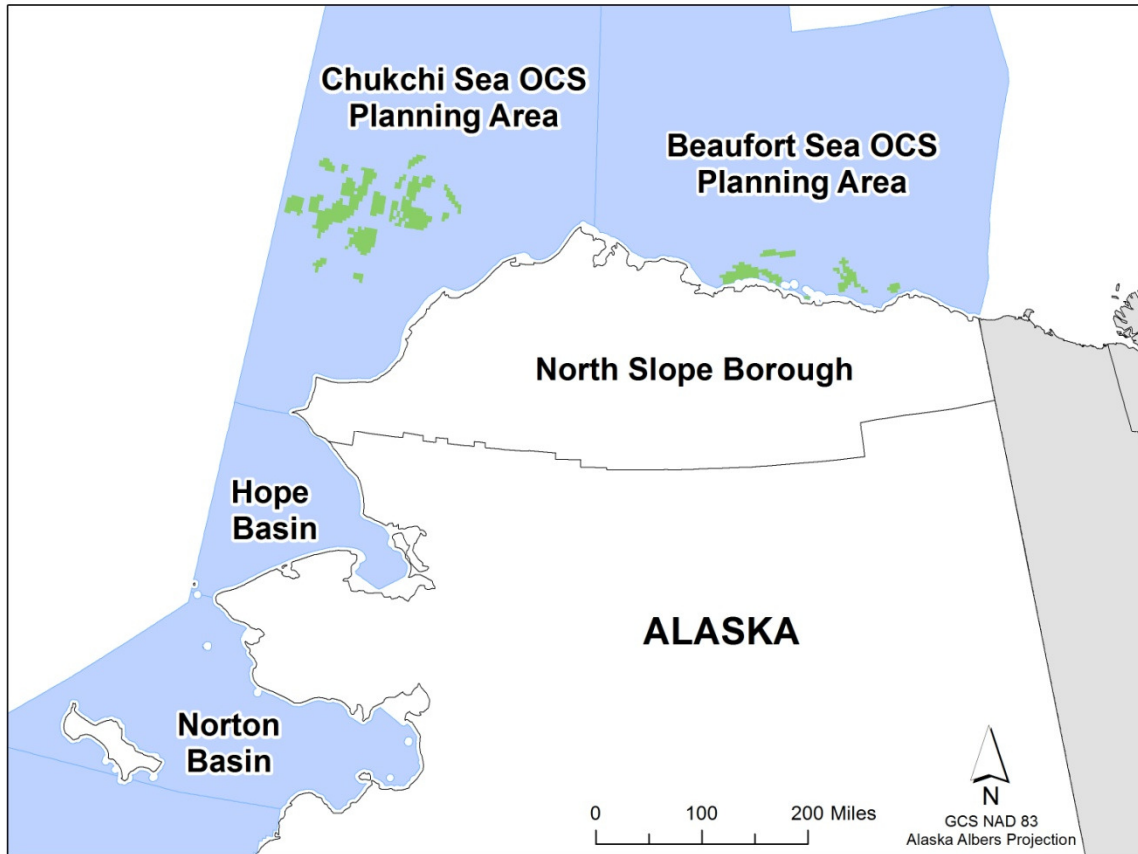 Chukchi Sea OCS
Planning Area
Beaufort Sea OCS
Planning Area
North Slope Borough
Hope
Basin
ALASKA
Norton
Basin
0 100 200 Miles
N
GCS NAD 83
Alaska Albers Projection